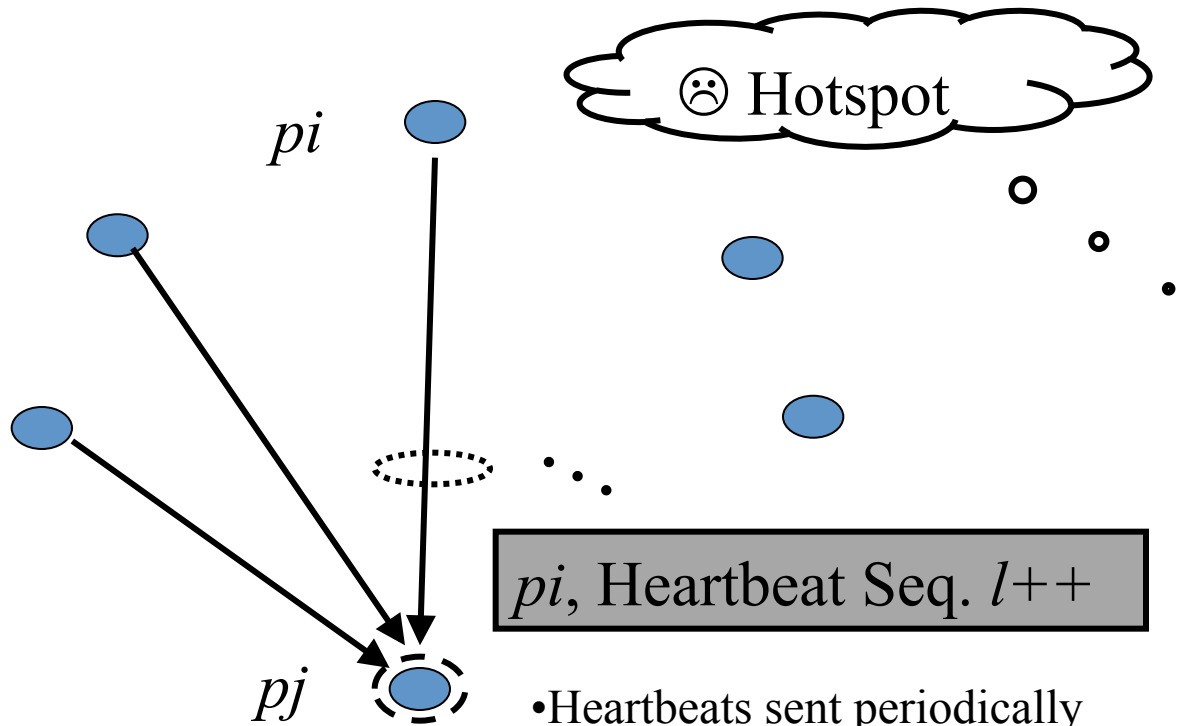 ☹ Hotspot
pi
pi, Heartbeat Seq. l++
pj
•Heartbeats sent periodically